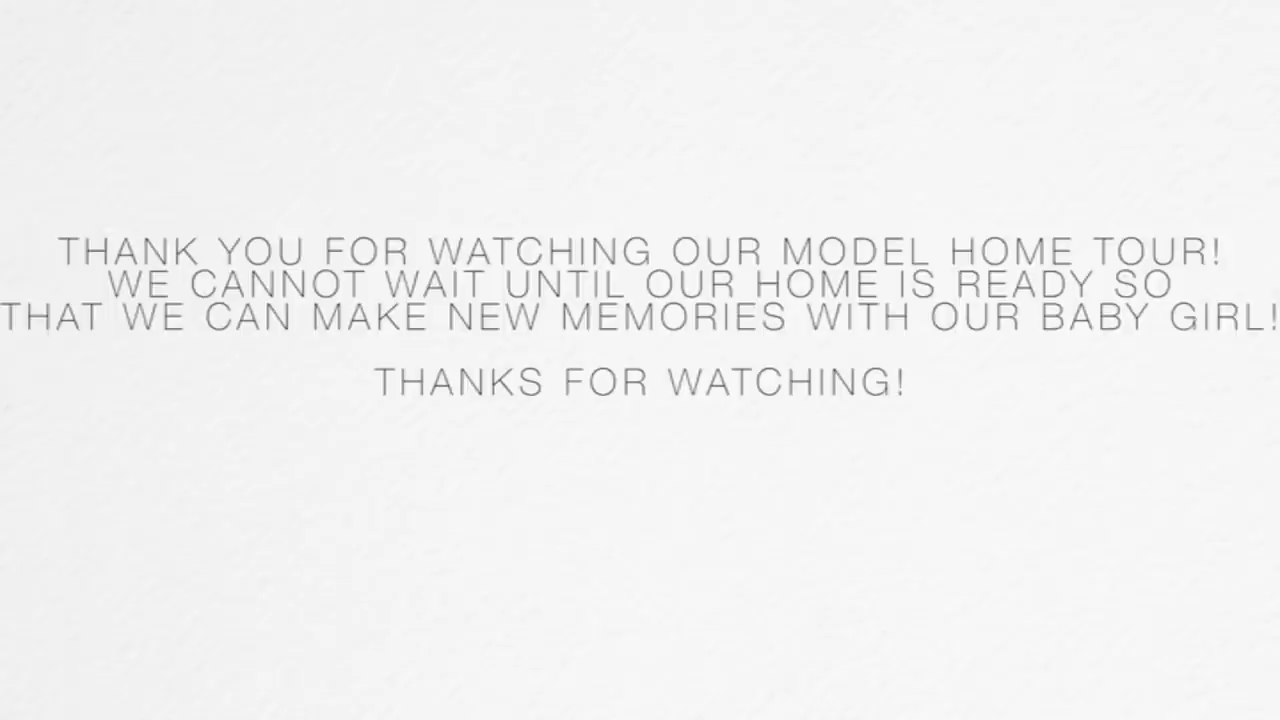 THANK YOU FOR WATCHING OUR MODEL HOME TOUR!
WE CANNOT WAIT UNTIL OUR HOME IS READY SO
THAT WE CAN MAKE NEW MEMORIES WITH OUR BABY GIRL!
THANKS FOR WATCHING!